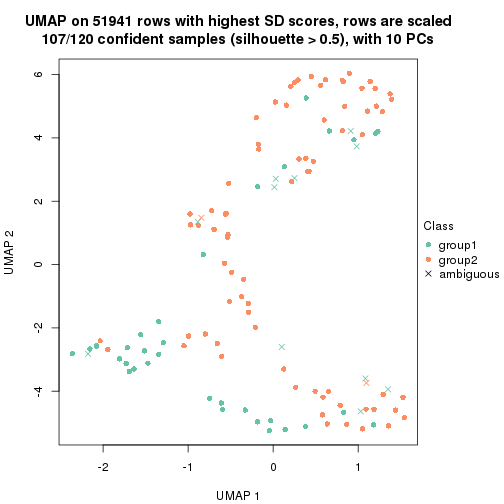 UMAP on 51941 rows with highest SD scores, rows are scaled
107/120 confident samples (silhouette > 0.5), with 10 PCs
6
4
2
0
-2
-4
UMAP 2
-2
-1
0
1
UMAP 1
Class
group1
group2
ambiguous